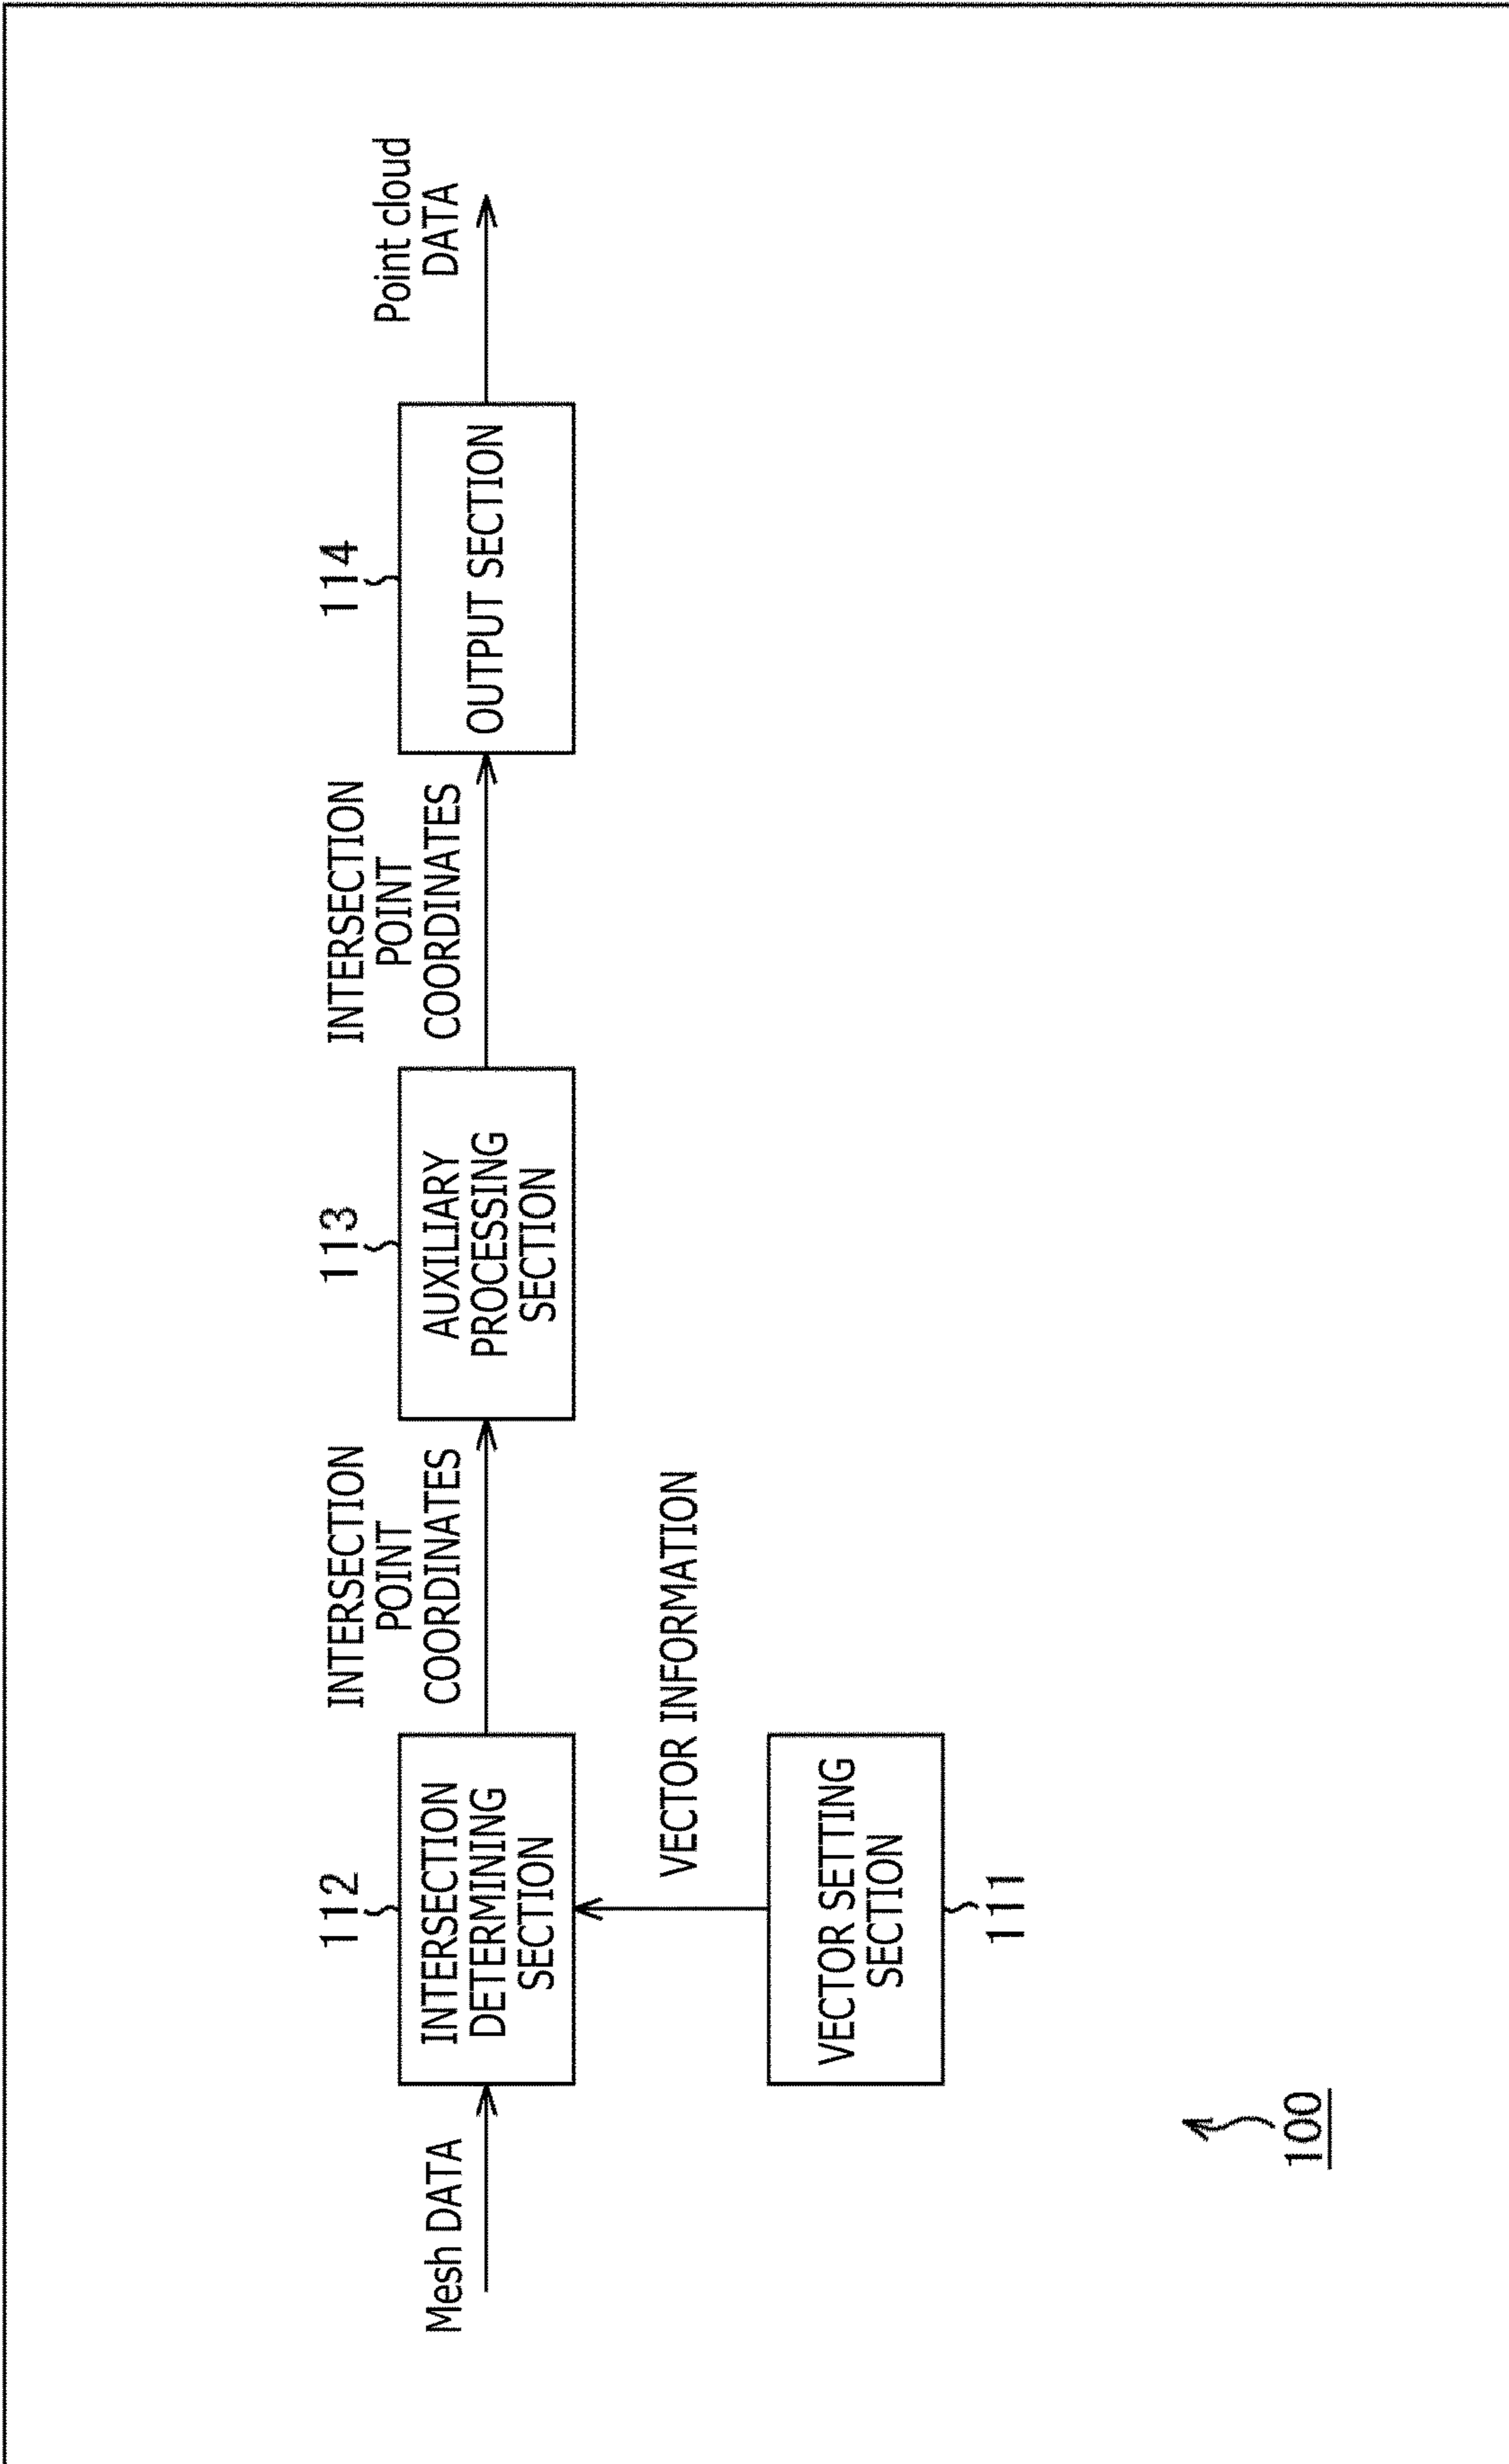 Mesh DATA
112
INTERSECTION
DETERMINING
SECTION
INTERSECTION
POINT
COORDINATES
113
AUXILIARY
PROCESSING
SECTION
INTERSECTION
POINT
COORDINATES
114
OUTPUT SECTION
Point cloud
DATA
VECTOR INFORMATION
VECTOR SETTING
SECTION
111
100